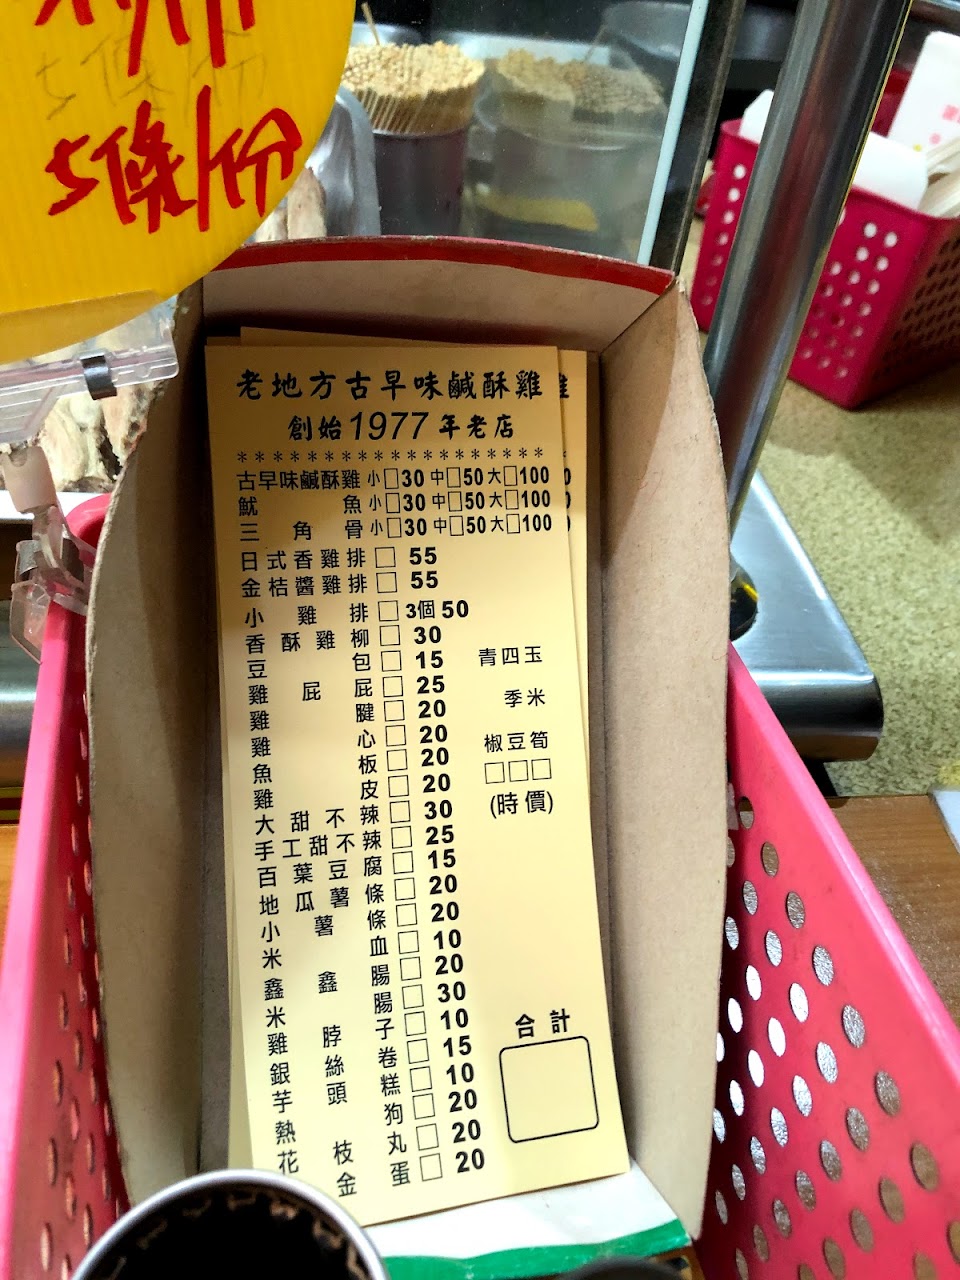 5條/份
老地方古早味鹹酥雞
創始1977年老店
******************
古早味鹹酥雞 小□30 中□50 大□100
魷魚 小□30 中□50 大□100
三角骨 小□30 中□50 大□100
日式香雞排 □ 55
金桔醬雞排 □ 55
小雞排 □ 3個 50
香酥雞柳 □ 30
豆包 □ 15
雞屁屁 □ 25
雞腱 □ 20
雞心 □ 20
魚板 □ 20
雞皮 □ 20
大甜不辣 □ 30
手工甜不辣 □ 25
百葉豆腐 □ 15
地瓜薯條 □ 20
小薯條 □ 20
米血 □ 10
鑫鑫腸 □ 20
米腸 □ 30
雞脖子 □ 10
銀絲卷 □ 15
芋頭糕 □ 10
熱狗 □ 20
花枝丸 □ 20
金蛋 □ 20
青四玉
季米
椒豆筍
□□□
(時價)
合計